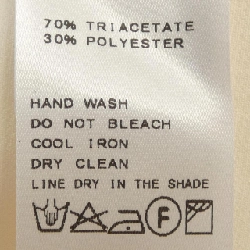 70% TRIACETATE
30% POLYESTER
HAND WASH
DO NOT BLEACH
COOL IRON
DRY CLEAN
LINE DRY IN THE SHADE
F